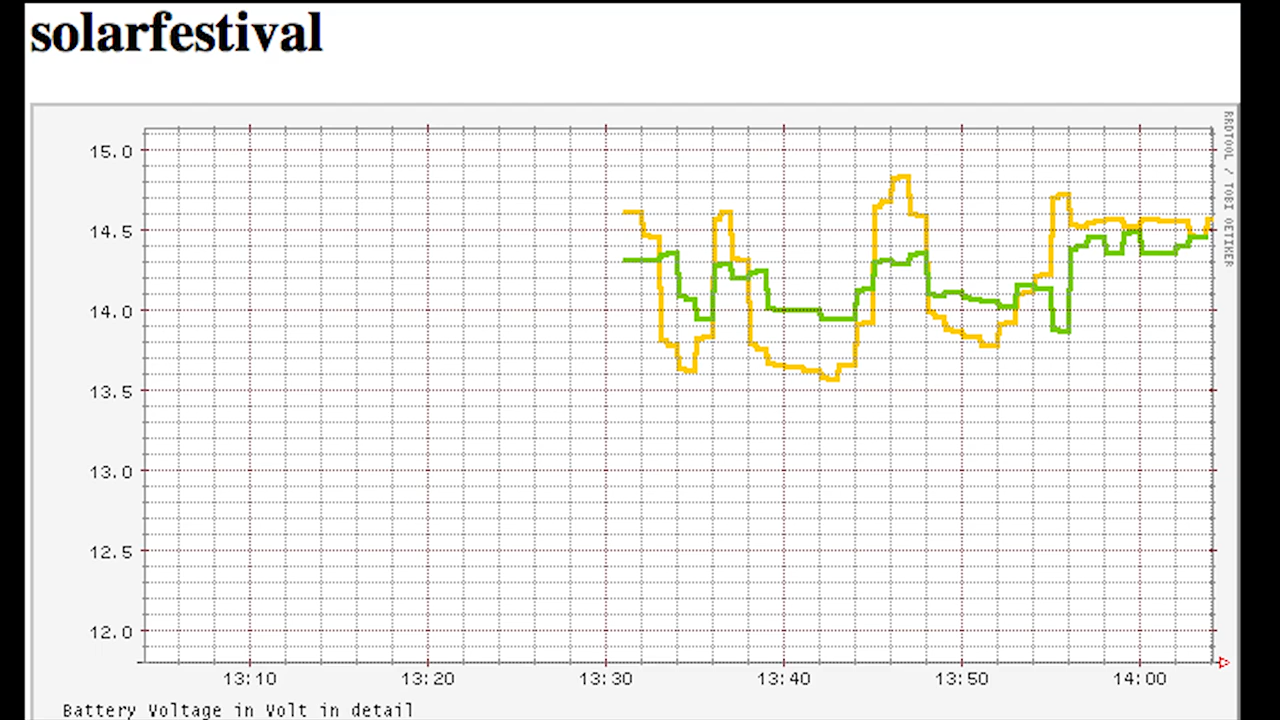 solarfestival
RRDTOOL / TOBI OETIKER
15.0
14.5
14.0
13.5
13.0
12.5
12.0
13:10 13:20 13:30 13:40 13:50 14:00
Battery Voltage in Volt in detail